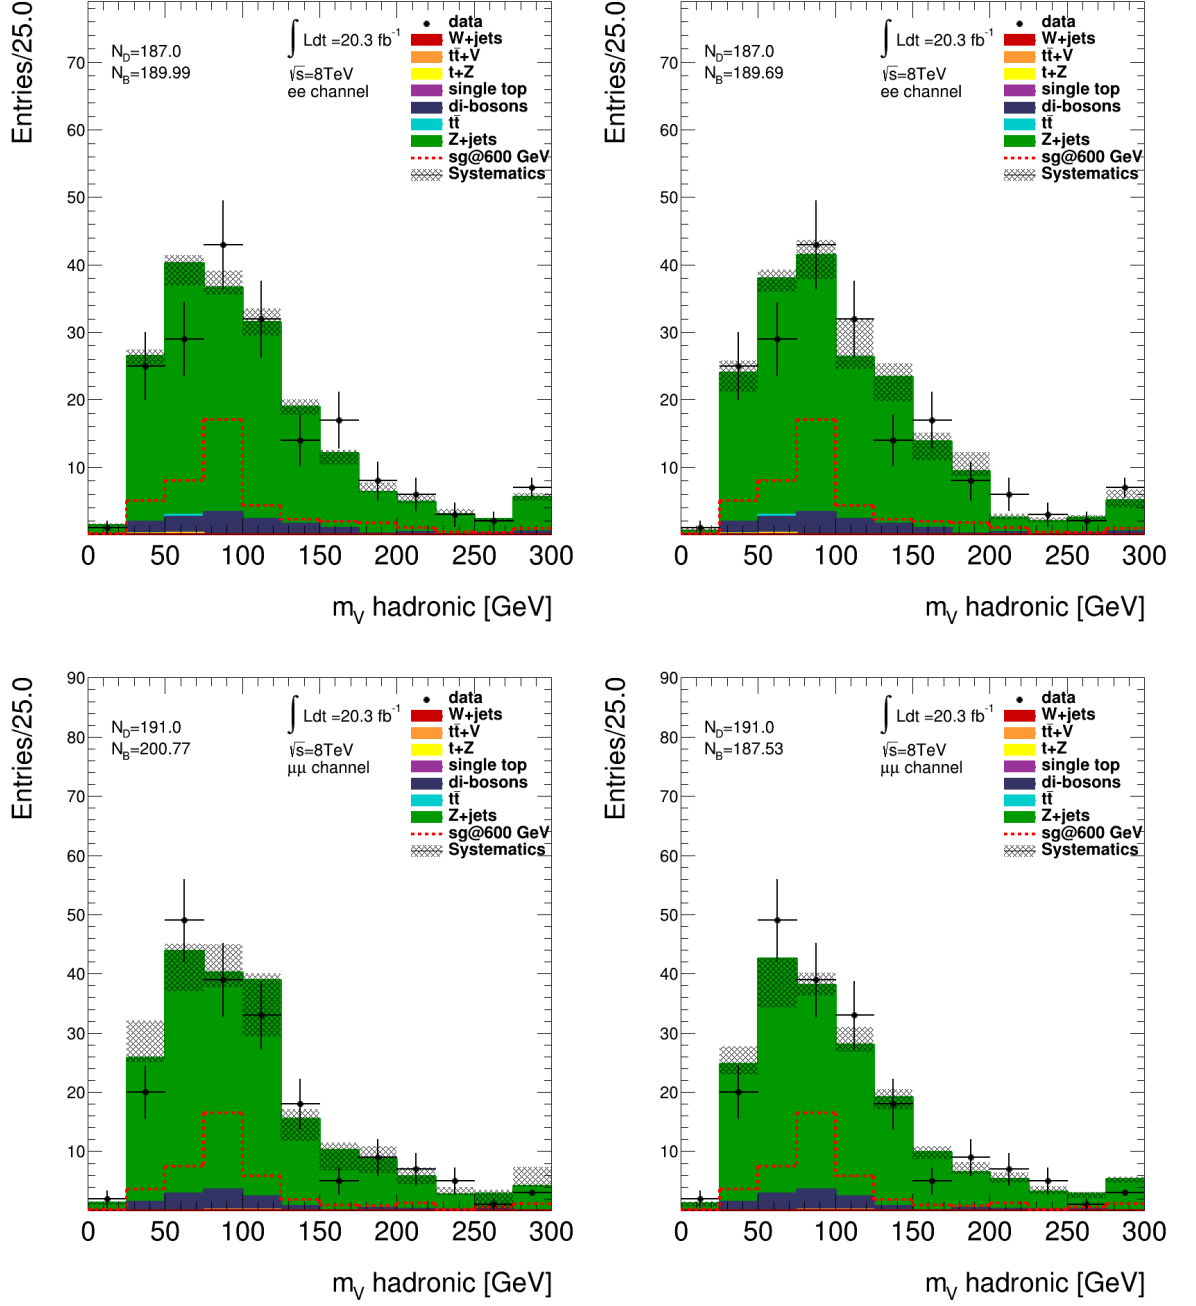 Entries/25.0
70
60
50
40
30
20
10
N_D=187.0
N_B=189.99
∫ Ldt =20.3 fb⁻¹
√s=8TeV
ee channel
data
W+jets
tt̄+V
t+Z
single top
di-bosons
tt̄
Z+jets
sg@600 GeV
Systematics
0 50 100 150 200 250 300
m_V hadronic [GeV]
Entries/25.0
70
60
50
40
30
20
10
N_D=187.0
N_B=189.69
∫ Ldt =20.3 fb⁻¹
√s=8TeV
ee channel
data
W+jets
tt̄+V
t+Z
single top
di-bosons
tt̄
Z+jets
sg@600 GeV
Systematics
0 50 100 150 200 250 300
m_V hadronic [GeV]
Entries/25.0
90
80
70
60
50
40
30
20
10
N_D=191.0
N_B=200.77
∫ Ldt =20.3 fb⁻¹
√s=8TeV
μμ channel
data
W+jets
tt̄+V
t+Z
single top
di-bosons
tt̄
Z+jets
sg@600 GeV
Systematics
0 50 100 150 200 250 300
m_V hadronic [GeV]
Entries/25.0
90
80
70
60
50
40
30
20
10
N_D=191.0
N_B=187.53
∫ Ldt =20.3 fb⁻¹
√s=8TeV
μμ channel
data
W+jets
tt̄+V
t+Z
single top
di-bosons
tt̄
Z+jets
sg@600 GeV
Systematics
0 50 100 150 200 250 300
m_V hadronic [GeV]